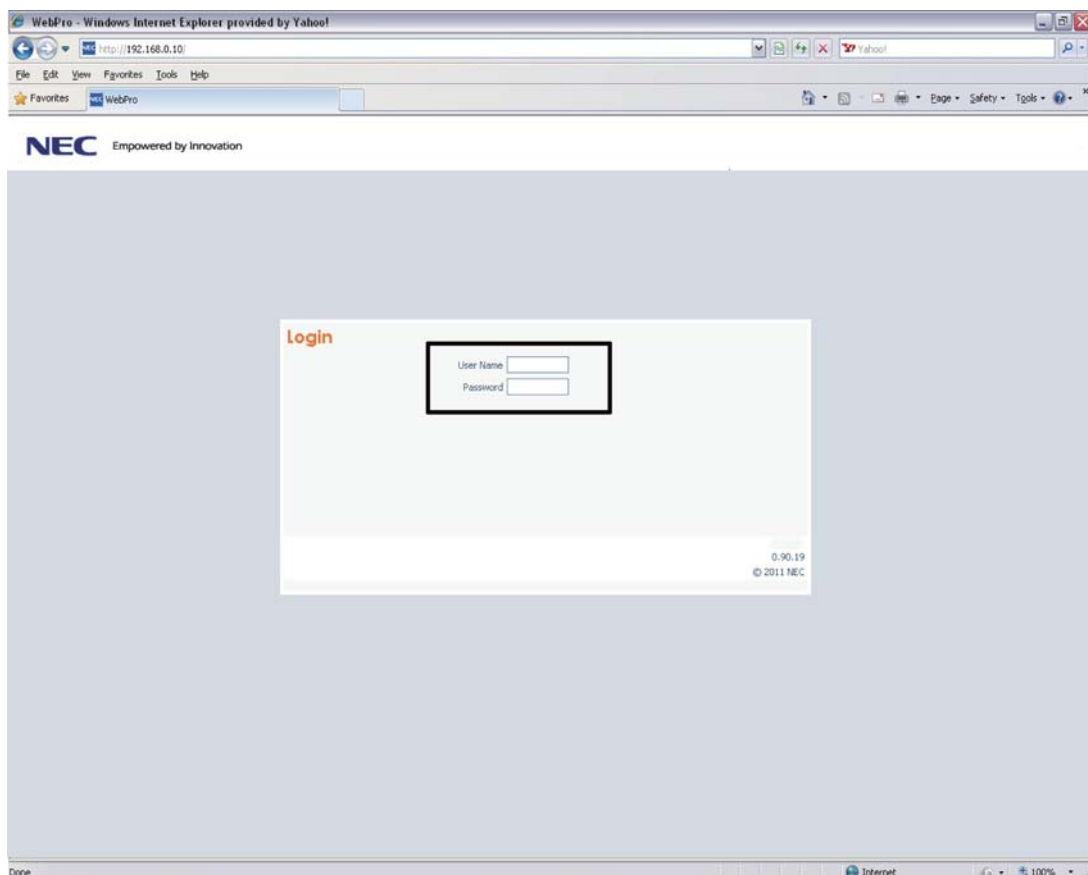 WebPro - Windows Internet Explorer provided by Yahoo!
http://192.168.0.10/
Yahoo!
File Edit View Favorites Tools Help
Favorites
WebPro
Page Safety Tools
NEC Empowered by Innovation
Login
User Name
Password
0.90.19
© 2011 NEC
Done
Internet
100%